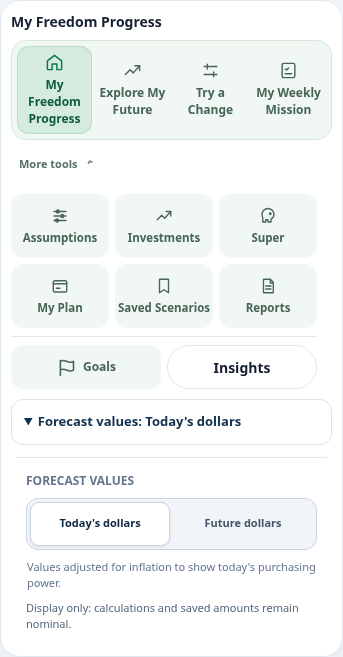 My Freedom Progress
My
Freedom
Progress
Explore My
Future
Try a
Change
My Weekly
Mission
More tools
Assumptions
Investments
Super
My Plan
Saved Scenarios
Reports
Goals
Insights
Forecast values: Today's dollars
FORECAST VALUES
Today's dollars
Future dollars
Values adjusted for inflation to show today's purchasing
power.
Display only: calculations and saved amounts remain
nominal.